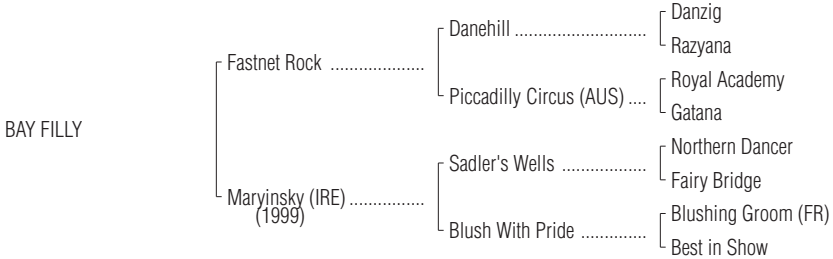 Danzig
Danehill ............................
Razyana
Fastnet Rock ....................
Piccadilly Circus (AUS) ....
Royal Academy
Gatana
BAY FILLY
Northern Dancer
Sadler's Wells ..................
Fairy Bridge
Maryinsky (IRE) ................
(1999)
Blushing Groom (FR)
Blush With Pride ..............
Best in Show